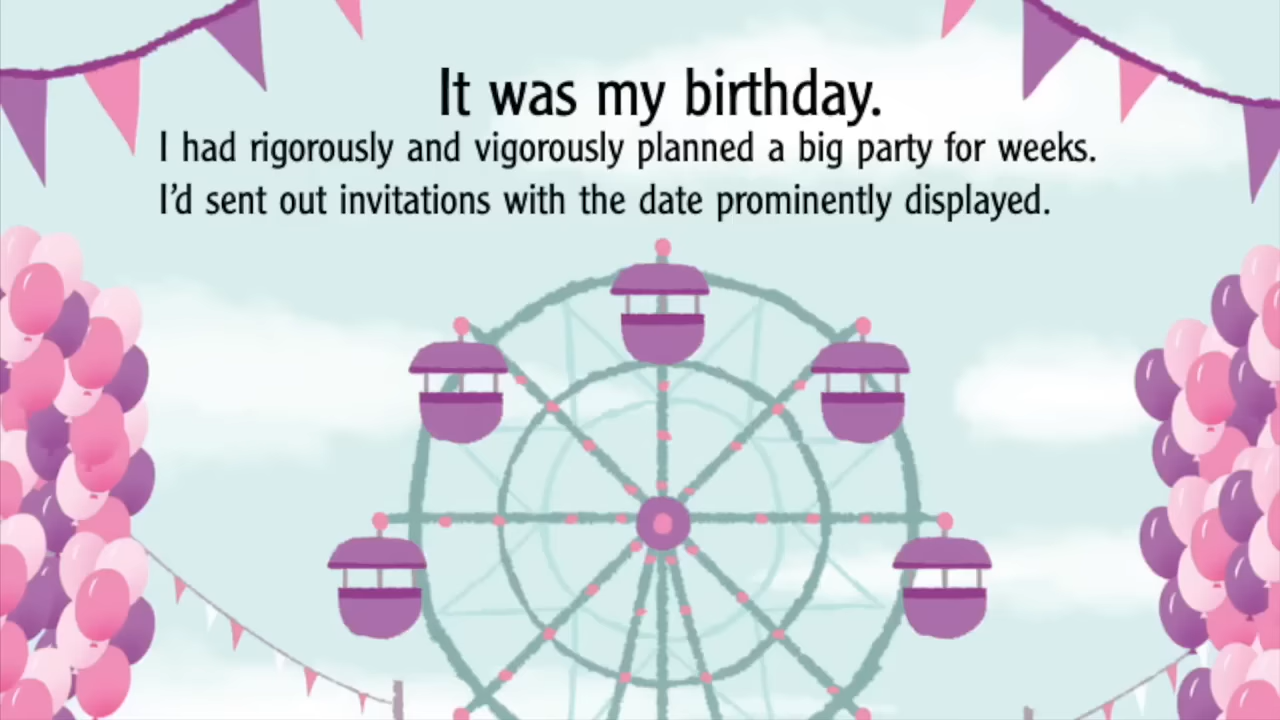 It was my birthday.
I had rigorously and vigorously planned a big party for weeks.
I’d sent out invitations with the date prominently displayed.